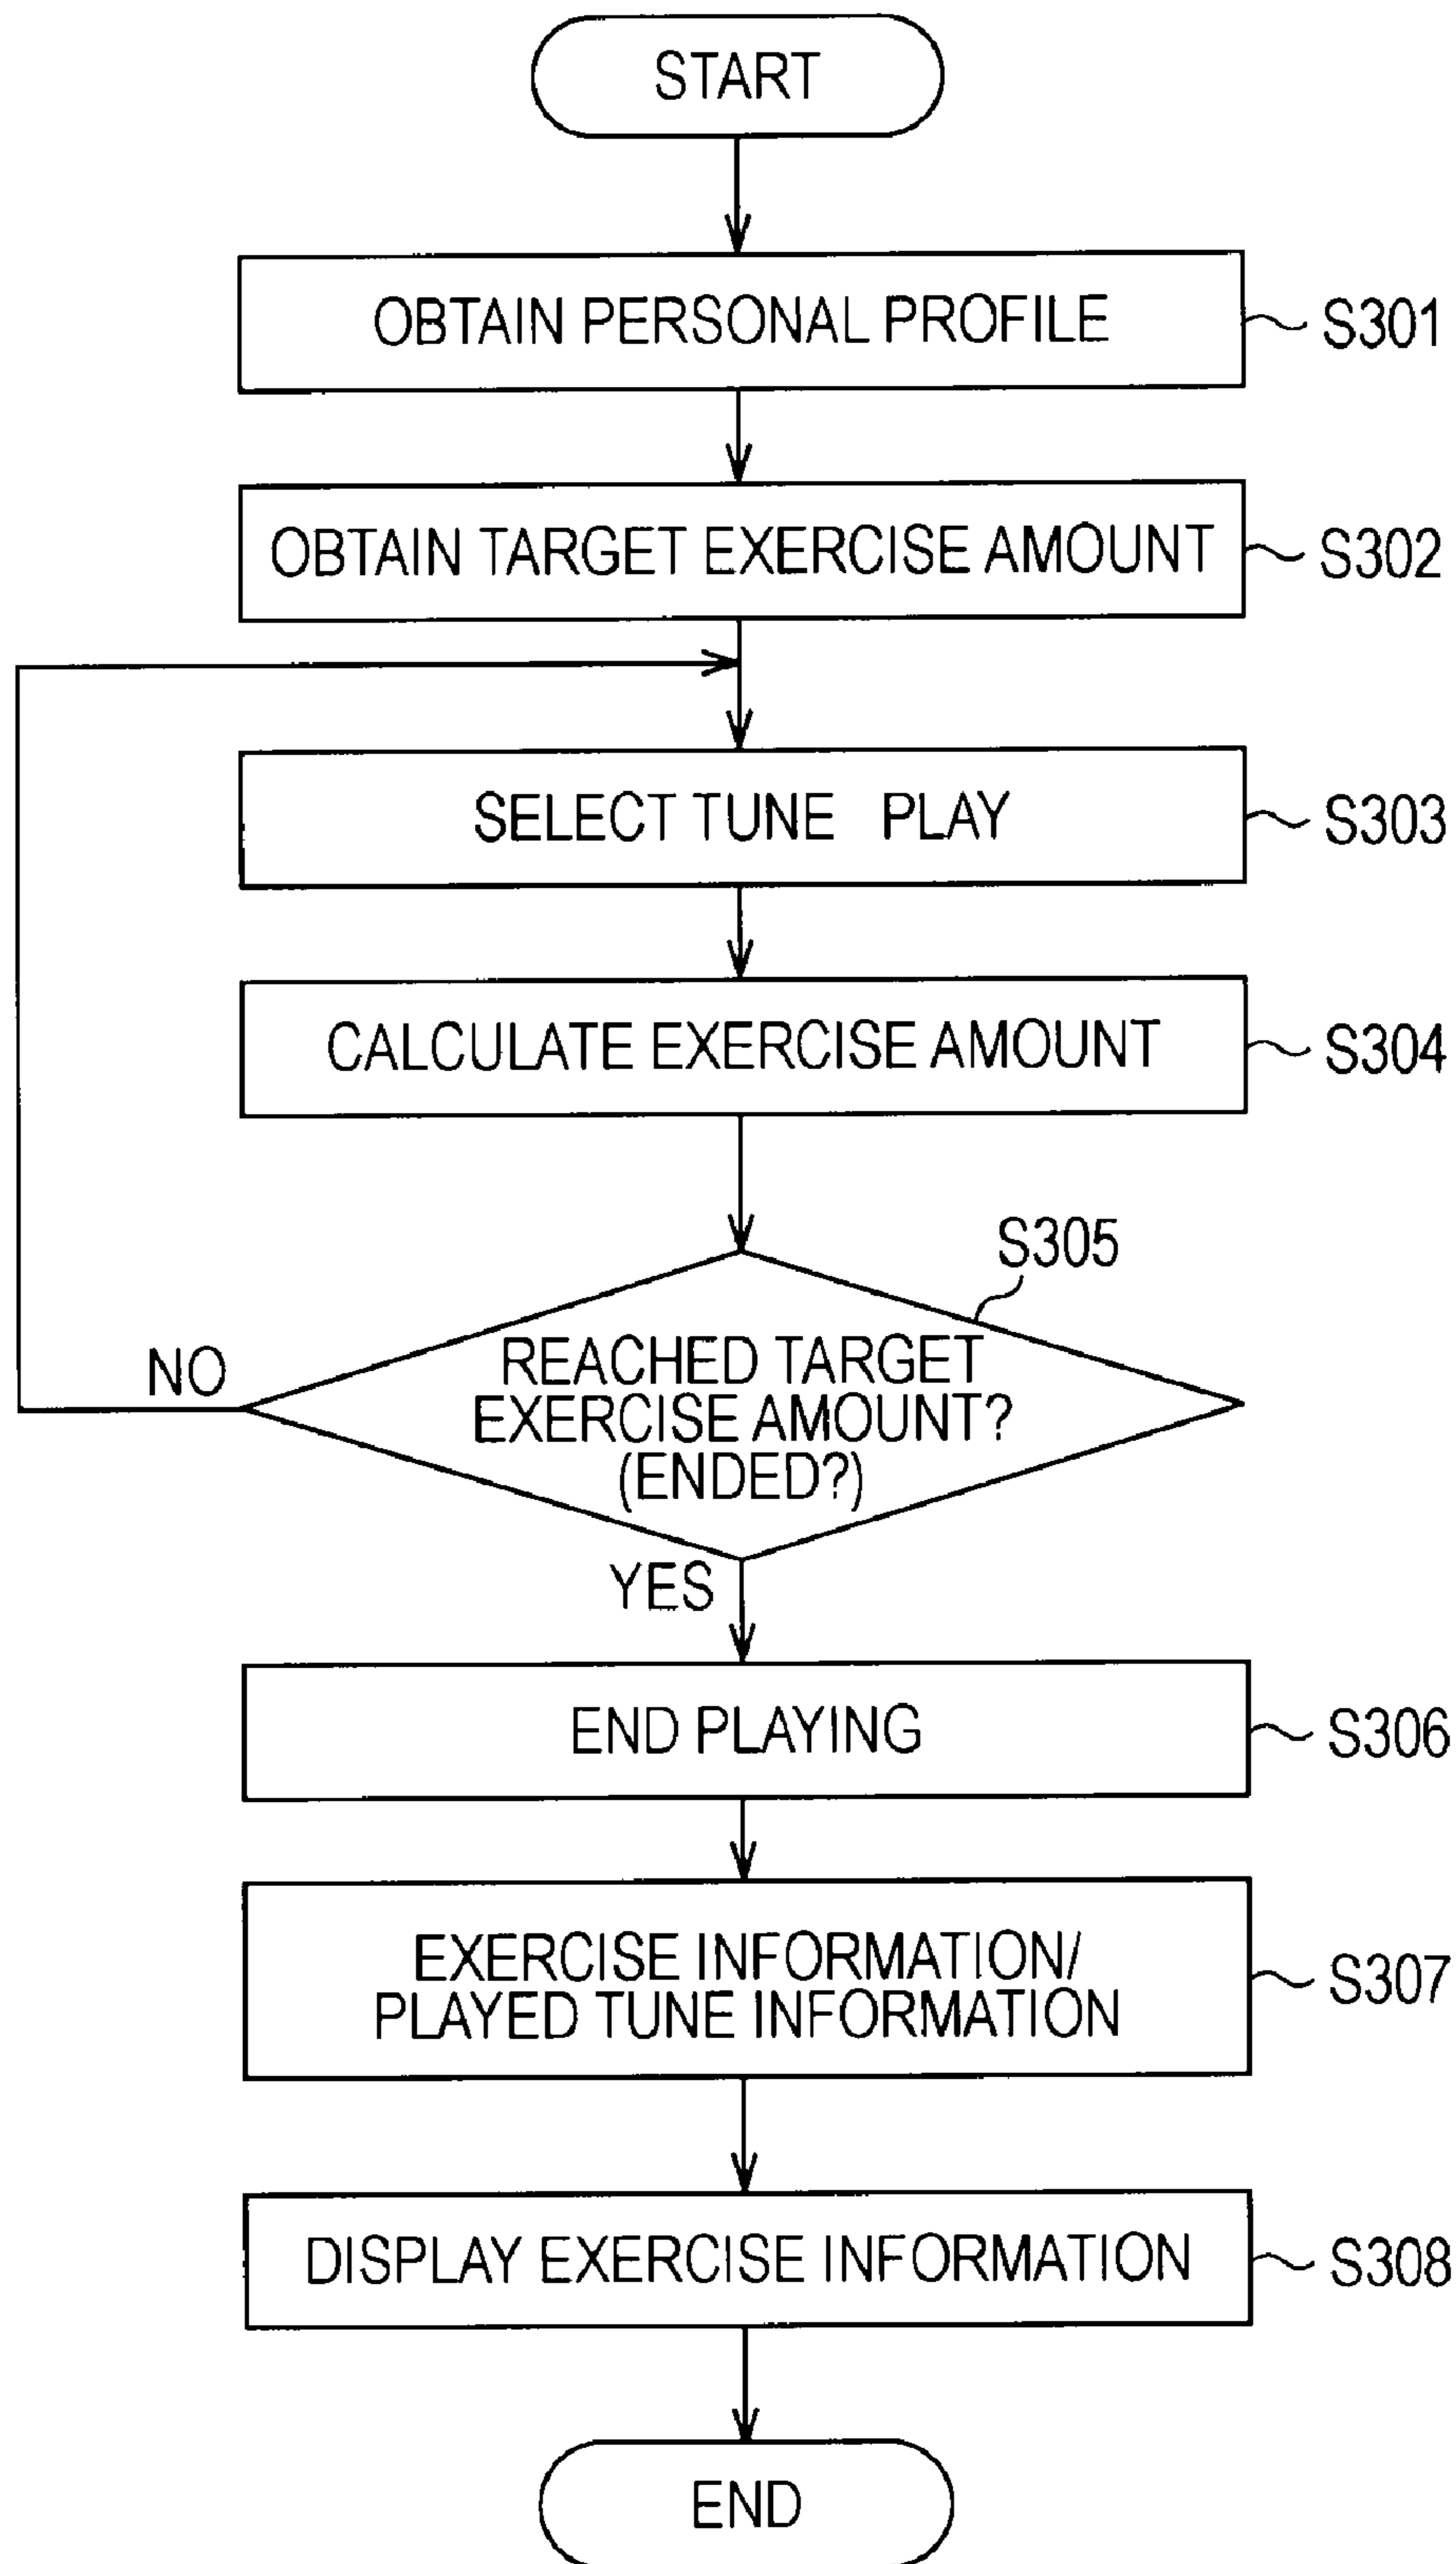 START
OBTAIN PERSONAL PROFILE
S301
OBTAIN TARGET EXERCISE AMOUNT
S302
SELECT TUNE PLAY
S303
CALCULATE EXERCISE AMOUNT
S304
S305
REACHED TARGET
EXERCISE AMOUNT?
(ENDED?)
NO
YES
END PLAYING
S306
EXERCISE INFORMATION/
PLAYED TUNE INFORMATION
S307
DISPLAY EXERCISE INFORMATION
S308
END